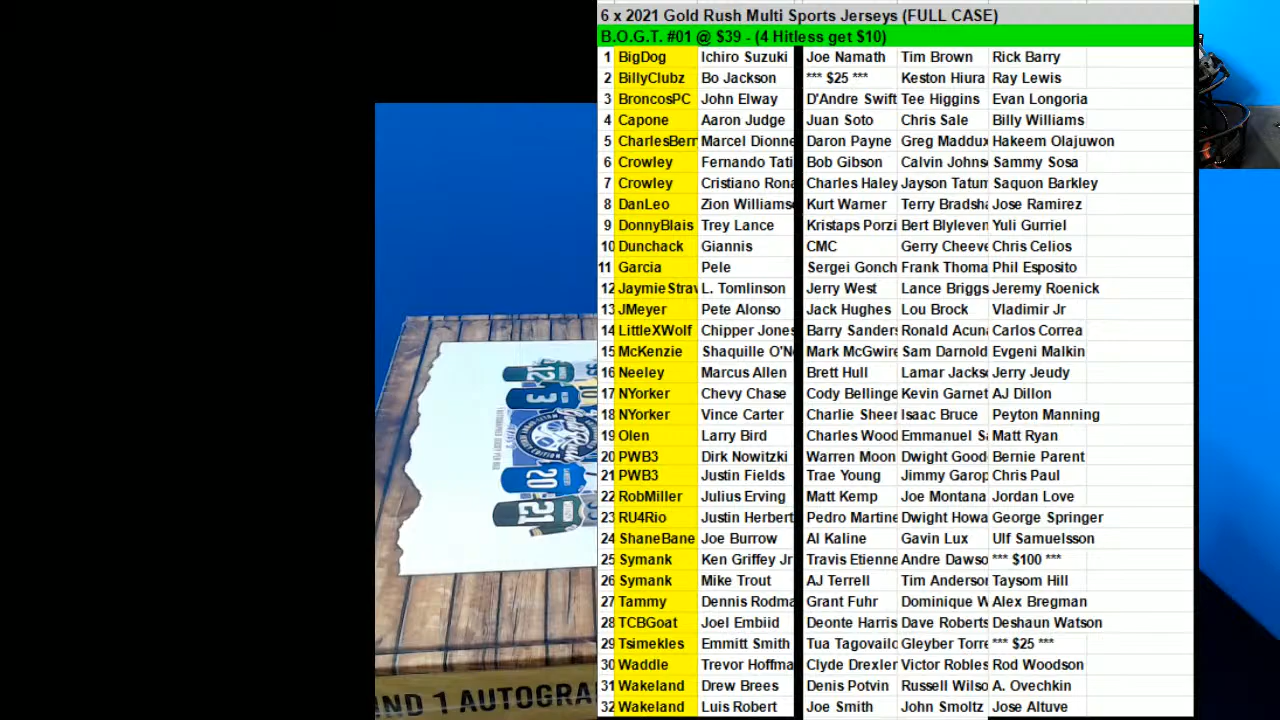 6 x 2021 Gold Rush Multi Sports Jerseys (FULL CASE)
B.O.G.T. #01 @ $39 - (4 Hitless get $10)
1 BigDog Ichiro Suzuki Joe Namath Tim Brown Rick Barry
2 BillyClubz Bo Jackson *** $25 *** Keston Hiura Ray Lewis
3 BroncosPC John Elway D'Andre Swift Tee Higgins Evan Longoria
4 Capone Aaron Judge Juan Soto Chris Sale Billy Williams
5 CharlesBerr Marcel Dionne Daron Payne Greg Maddux Hakeem Olajuwon
6 Crowley Fernando Tati Bob Gibson Calvin Johns Sammy Sosa
7 Crowley Cristiano Rona Charles Haley Jayson Tatum Saquon Barkley
8 DanLeo Zion Williams Kurt Warner Terry Bradsha Jose Ramirez
9 DonnyBlais Trey Lance Kristaps Porzi Bert Blyleven Yuli Gurriel
10 Dunchack Giannis CMC Gerry Cheeve Chris Celios
11 Garcia Pele Sergei Gonch Frank Thoma Phil Esposito
12 JaymieStrav L. Tomlinson Jerry West Lance Briggs Jeremy Roenick
13 JMeyer Pete Alonso Jack Hughes Lou Brock Vladimir Jr
14 LittleXWolf Chipper Jones Barry Sanders Ronald Acuna Carlos Correa
15 McKenzie Shaquille O'N Mark McGwire Sam Darnold Evgeni Malkin
16 Neeley Marcus Allen Brett Hull Lamar Jacks Jerry Jeudy
17 NYorker Chevy Chase Cody Bellinge Kevin Garnet AJ Dillon
18 NYorker Vince Carter Charlie Sheer Isaac Bruce Peyton Manning
19 Olen Larry Bird Charles Wood Emmanuel Sa Matt Ryan
20 PWB3 Dirk Nowitzki Warren Moon Dwight Good Bernie Parent
21 PWB3 Justin Fields Trae Young Jimmy Garop Chris Paul
22 RobMiller Julius Erving Matt Kemp Joe Montana Jordan Love
23 RU4Rio Justin Herbert Pedro Martine Dwight Howa George Springer
24 ShaneBane Joe Burrow Al Kaline Gavin Lux Ulf Samuelsson
25 Symank Ken Griffey Jr Travis Etienne Andre Dawso *** $100 ***
26 Symank Mike Trout AJ Terrell Tim Anderson Taysom Hill
27 Tammy Dennis Rodma Grant Fuhr Dominique W Alex Bregman
28 TCBGoat Joel Embiid Deonte Harris Dave Roberts Deshaun Watson
29 Tsimekles Emmitt Smith Tua Tagovailo Gleyber Torre *** $25 ***
30 Waddle Trevor Hoffma Clyde Drexler Victor Robles Rod Woodson
31 Wakeland Drew Brees Denis Potvin Russell Wilso A. Ovechkin
32 Wakeland Luis Robert Joe Smith John Smoltz Jose Altuve
12
3
10
20
21
ND 1 AUTOGRA